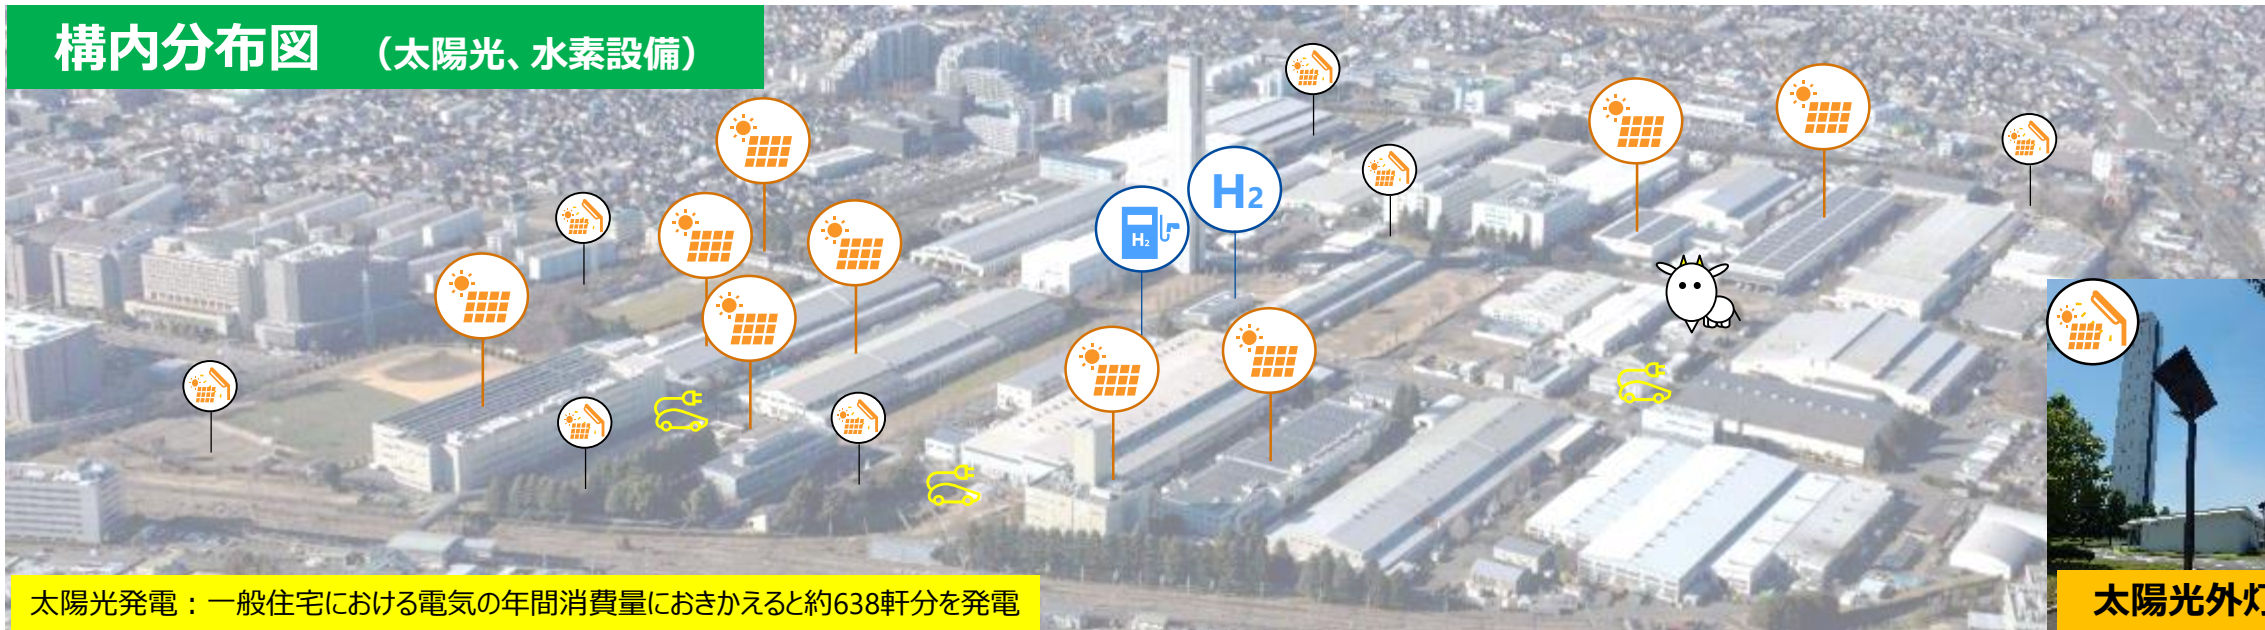 構内分布図 （太陽光、水素設備）
H2
H2
太陽光発電：一般住宅における電気の年間消費量におきかえると約638軒分を発電
太陽光外灯